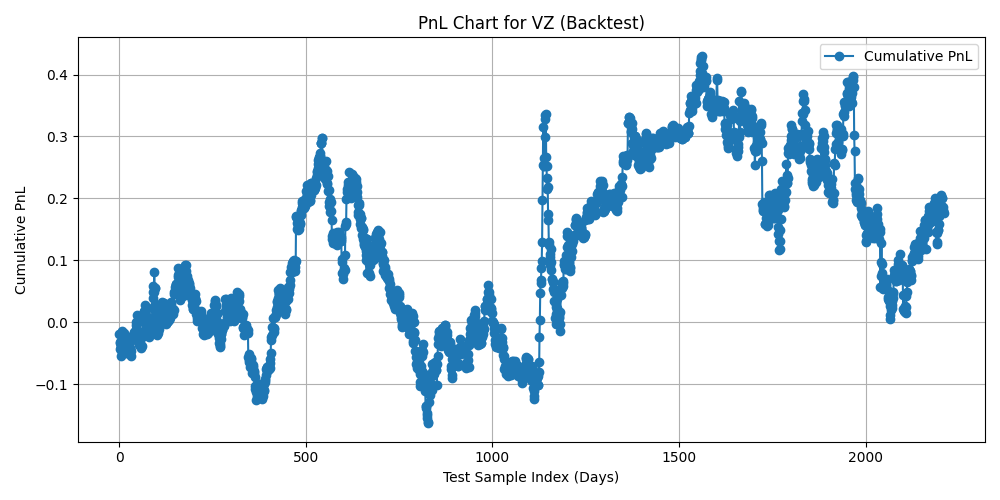 PnL Chart for VZ (Backtest)
Cumulative PnL
0.4
0.3
0.2
0.1
0.0
−0.1
Cumulative PnL
0 500 1000 1500 2000
Test Sample Index (Days)